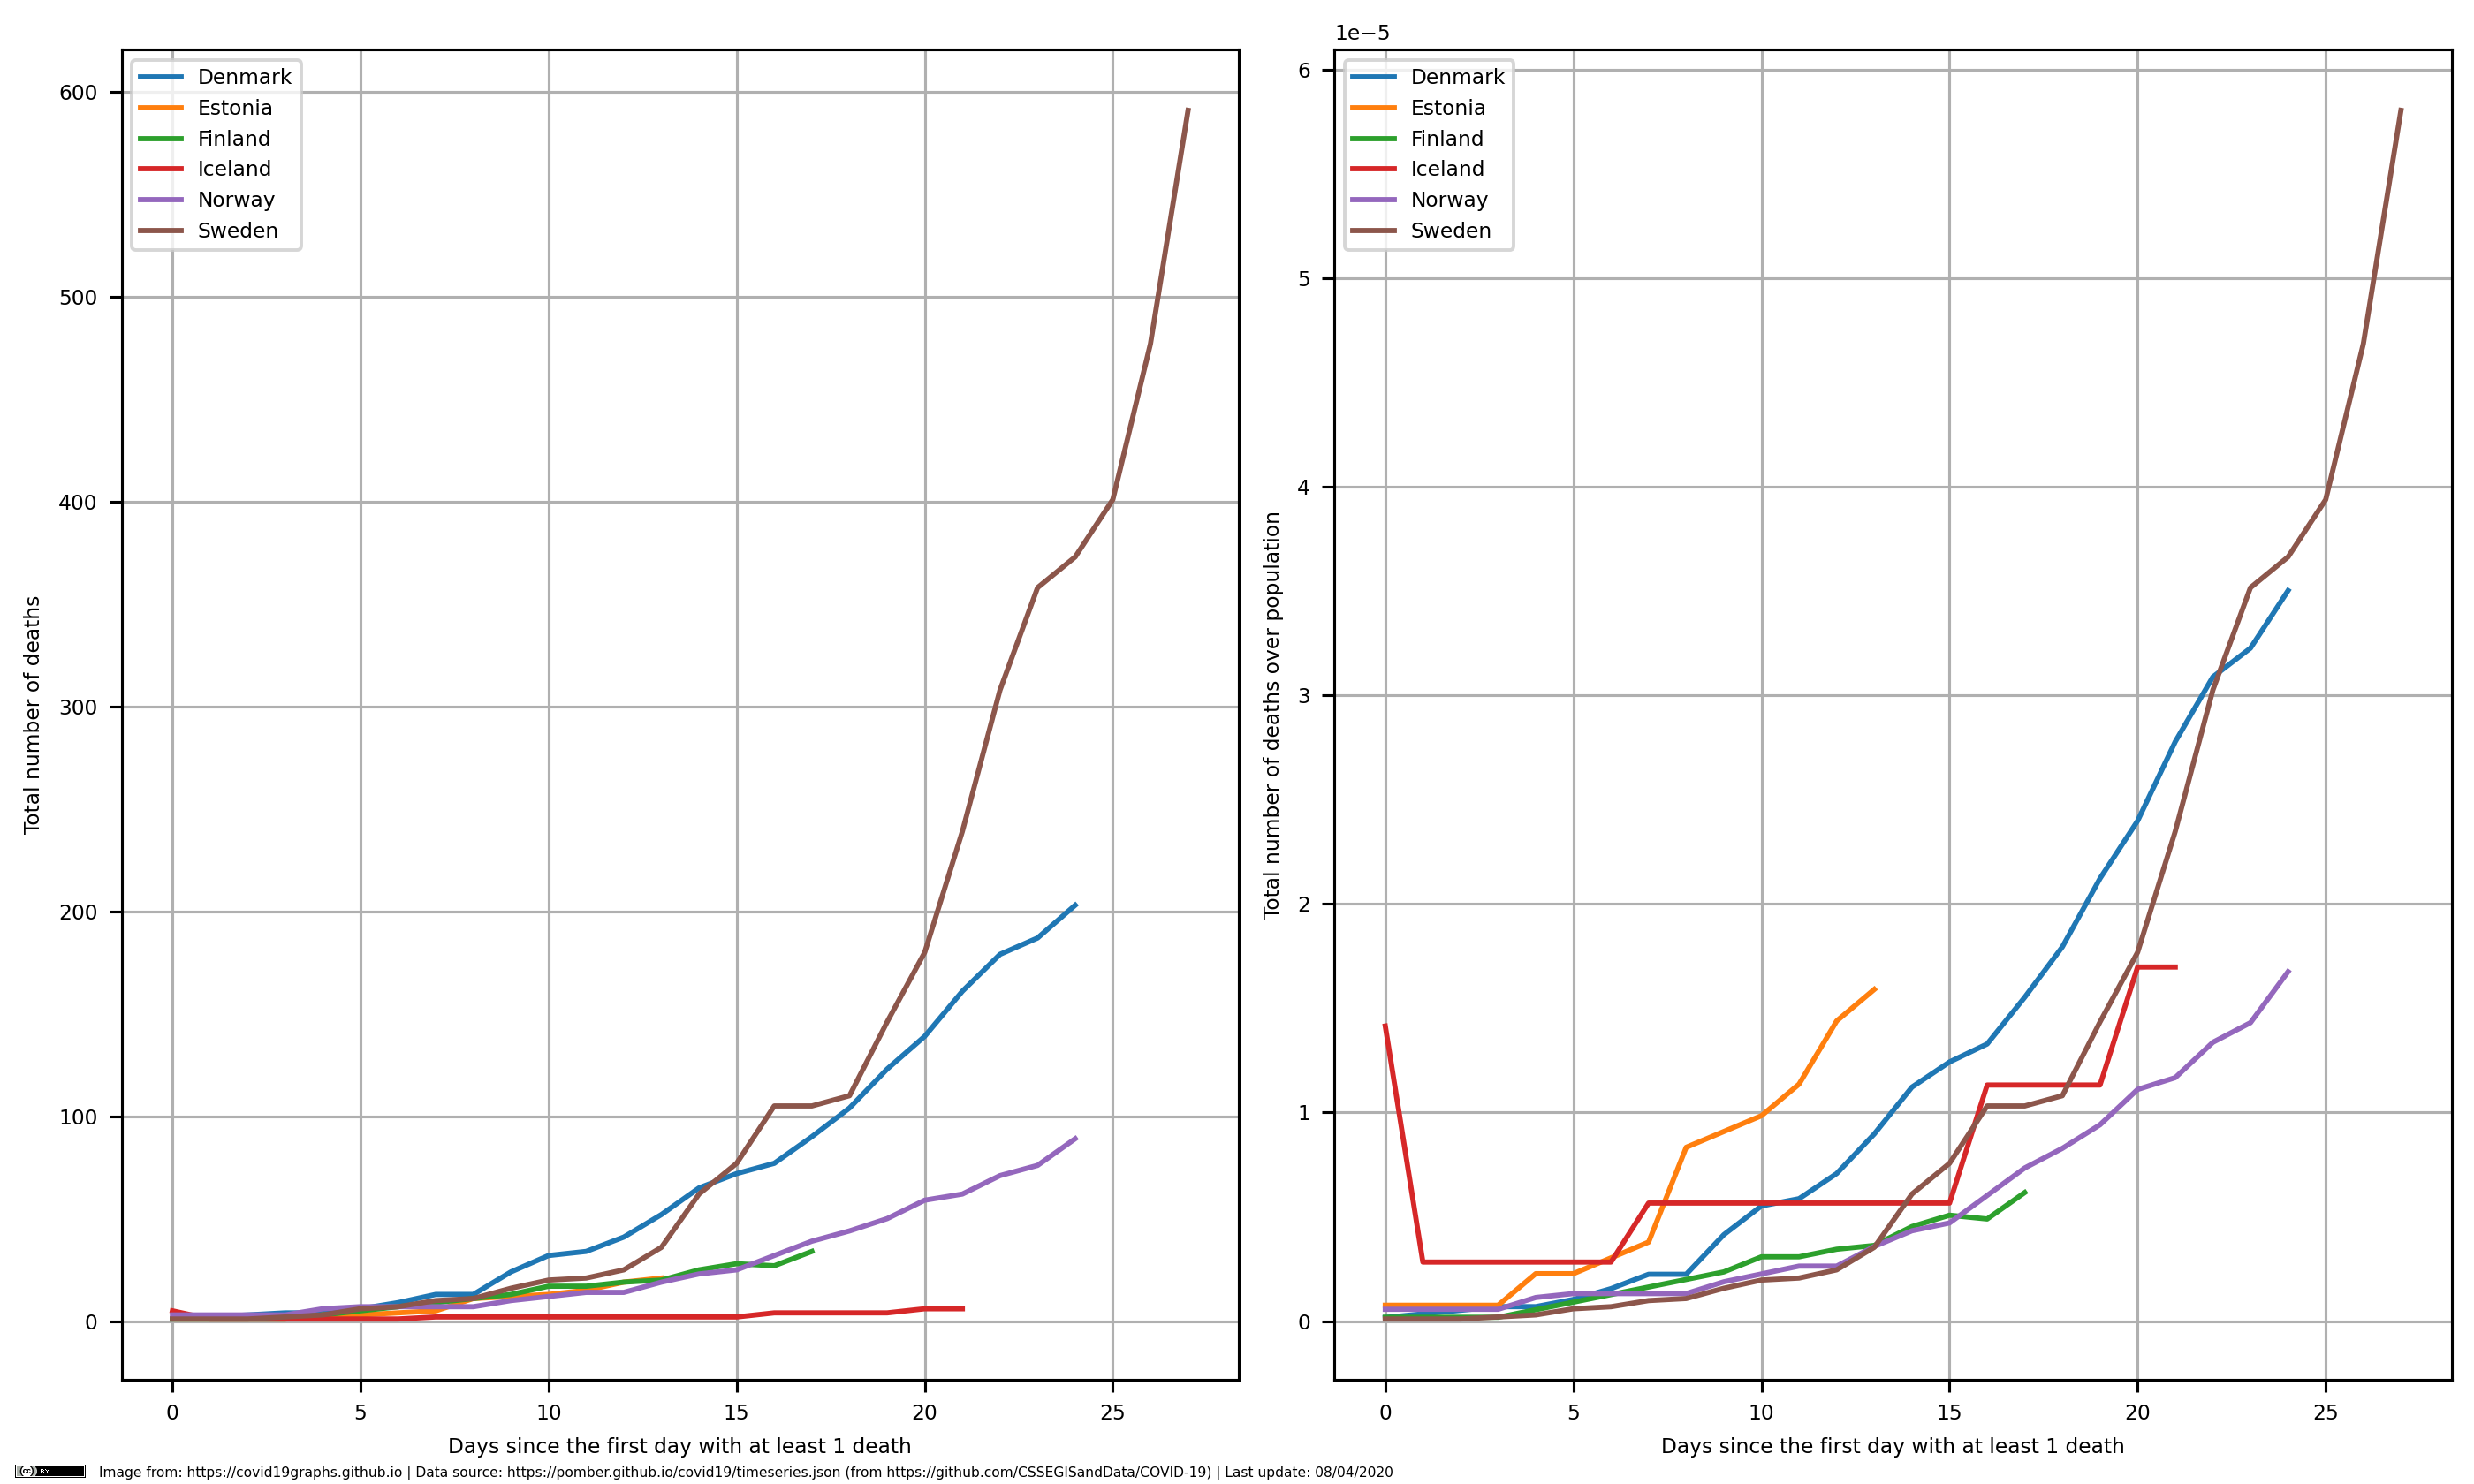 Denmark
Estonia
Finland
Iceland
Norway
Sweden
600
500
400
300
200
100
0
Total number of deaths
0 5 10 15 20 25
Days since the first day with at least 1 death
1e−5
Denmark
Estonia
Finland
Iceland
Norway
Sweden
6
5
4
3
2
1
0
Total number of deaths over population
0 5 10 15 20 25
Days since the first day with at least 1 death
(cc) BY Image from: https://covid19graphs.github.io | Data source: https://pomber.github.io/covid19/timeseries.json (from https://github.com/CSSEGISandData/COVID-19) | Last update: 08/04/2020